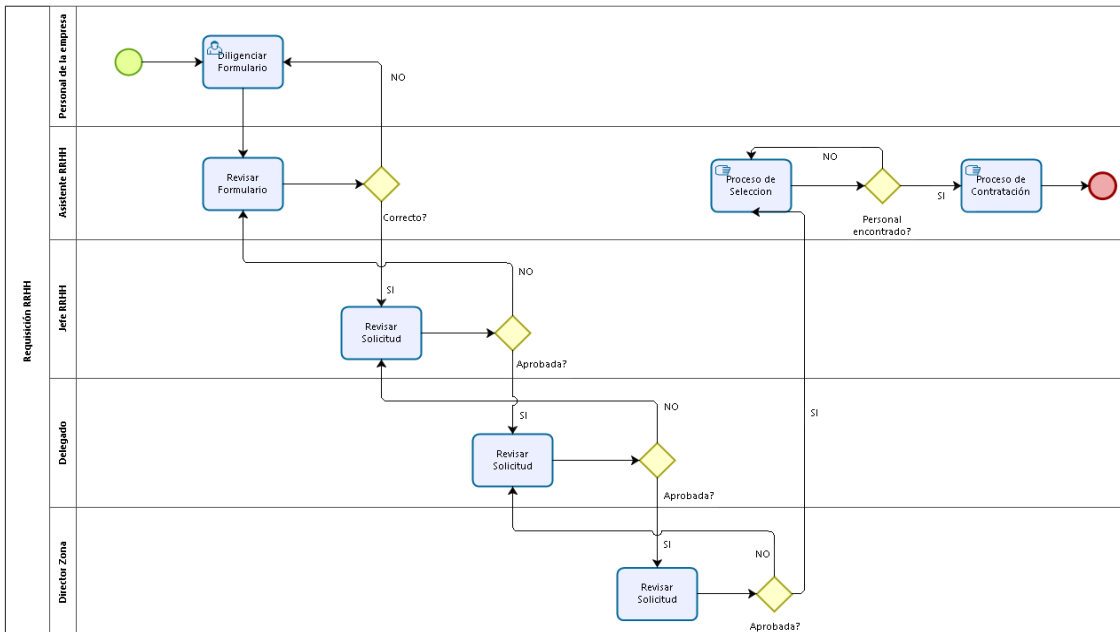 Requisición RRHH
Personal de la empresa
Diligenciar
Formulario
NO
Asistente RRHH
Revisar
Formulario
Correcto?
Proceso de
Seleccion
NO
Personal
encontrado?
SI
Proceso de
Contratación
Jefe RRHH
SI
NO
Revisar
Solicitud
Aprobada?
Delegado
SI
NO
SI
Revisar
Solicitud
Aprobada?
Director Zona
SI
NO
Revisar
Solicitud
Aprobada?